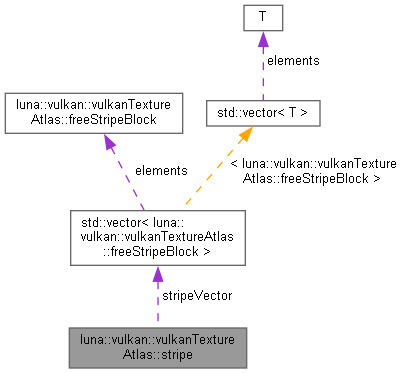 T
elements
luna::vulkan::vulkanTexture
Atlas::freeStripeBlock
std::vector< T >
elements
< luna::vulkan::vulkanTexture
Atlas::freeStripeBlock >
std::vector< luna::
vulkan::vulkanTextureAtlas
::freeStripeBlock >
stripeVector
luna::vulkan::vulkanTexture
Atlas::stripe